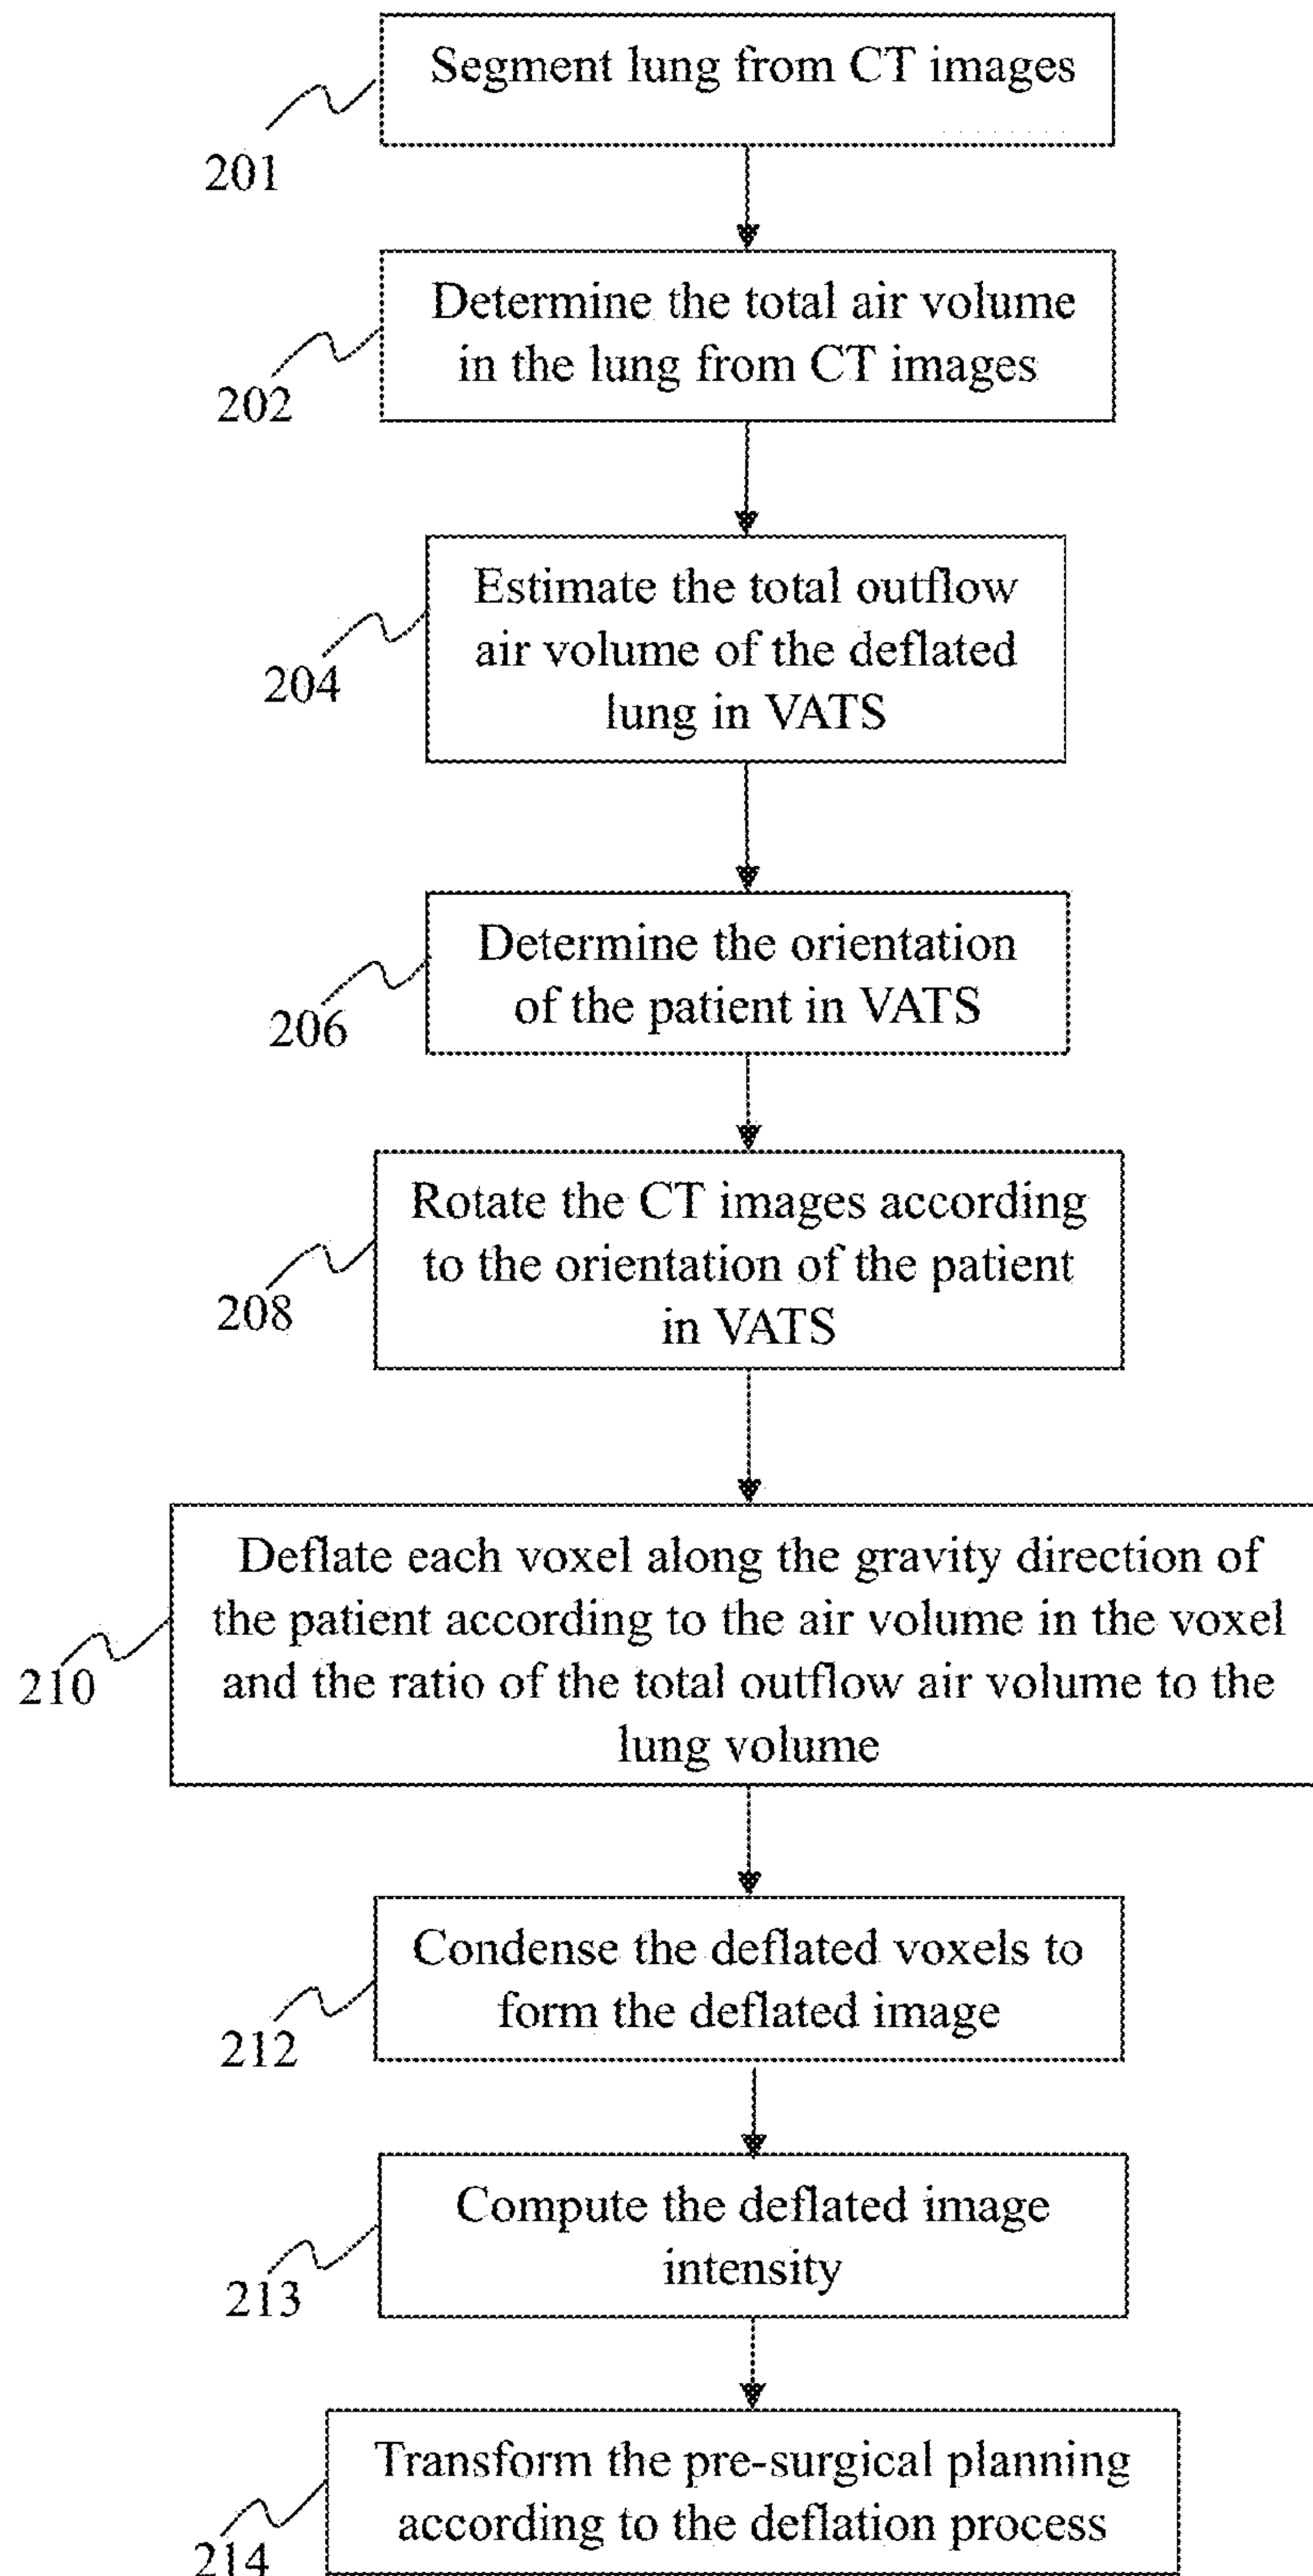 Segment lung from CT images
201
Determine the total air volume
in the lung from CT images
202
Estimate the total outflow
air volume of the deflated
lung in VATS
204
Determine the orientation
of the patient in VATS
206
Rotate the CT images according
to the orientation of the patient
in VATS
208
Deflate each voxel along the gravity direction of
the patient according to the air volume in the voxel
and the ratio of the total outflow air volume to the
lung volume
210
Condense the deflated voxels to
form the deflated image
212
Compute the deflated image
intensity
213
Transform the pre-surgical planning
according to the deflation process
214